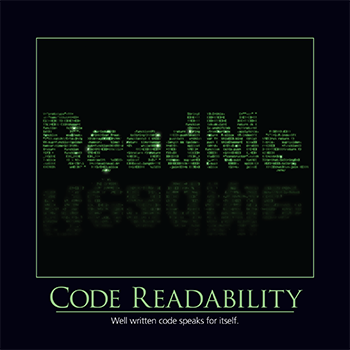 ReadMe.
CODE READABILITY
Well written code speaks for itself.